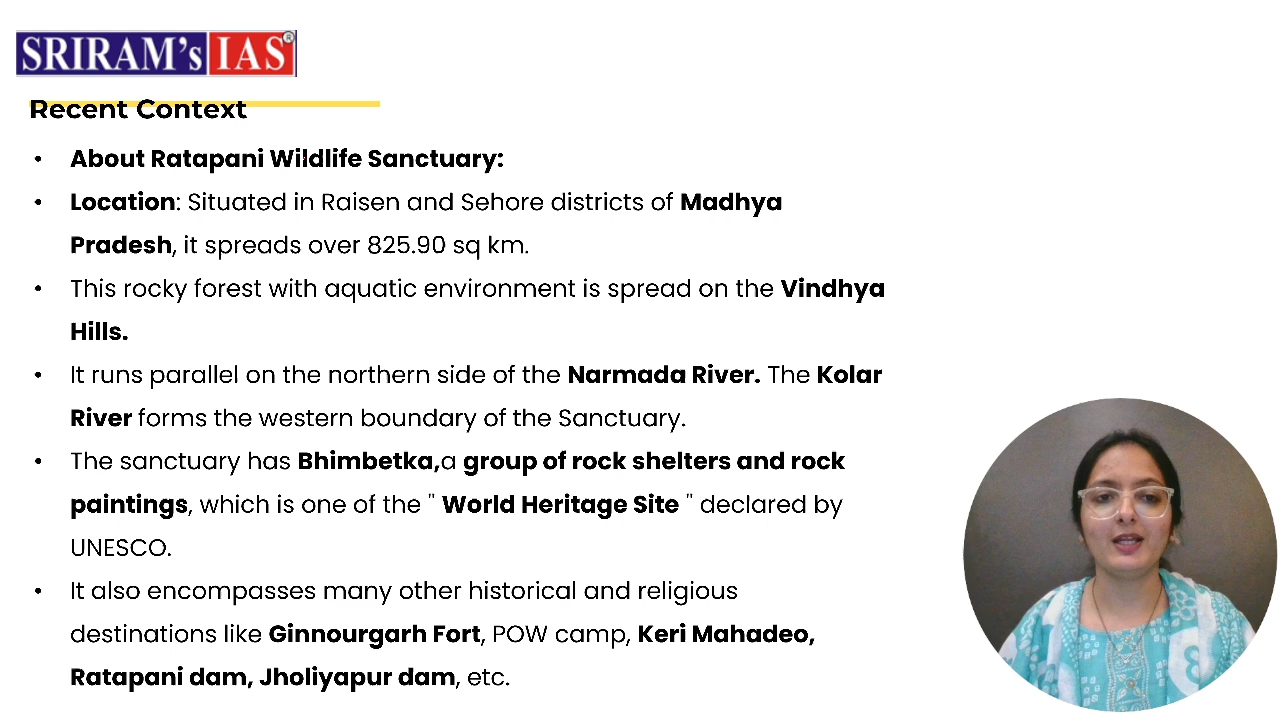 SRIRAM's IAS®
Recent Context
• About Ratapani Wildlife Sanctuary:
• Location: Situated in Raisen and Sehore districts of Madhya
Pradesh, it spreads over 825.90 sq km.
• This rocky forest with aquatic environment is spread on the Vindhya
Hills.
• It runs parallel on the northern side of the Narmada River. The Kolar
River forms the western boundary of the Sanctuary.
• The sanctuary has Bhimbetka,a group of rock shelters and rock
paintings, which is one of the " World Heritage Site " declared by
UNESCO.
• It also encompasses many other historical and religious
destinations like Ginnourgarh Fort, POW camp, Keri Mahadeo,
Ratapani dam, Jholiyapur dam, etc.